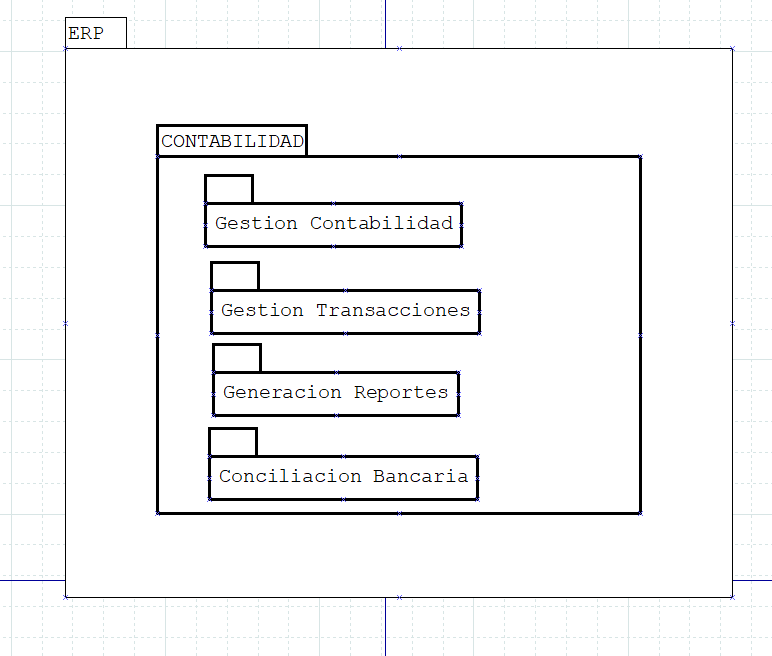 ERP
CONTABILIDAD
Gestion Contabilidad
Gestion Transacciones
Generacion Reportes
Conciliacion Bancaria